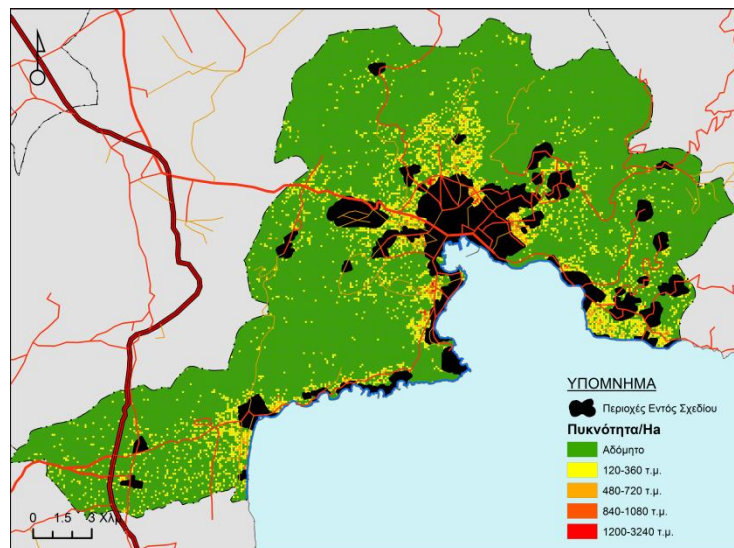 ΥΠΟΜΝΗΜΑ
Περιοχές Εντός Σχεδίου
Πυκνότητα/Ha
Αδόμητο
120-360 τ.μ.
480-720 τ.μ.
840-1080 τ.μ.
1200-3240 τ.μ.
0 1.5 3 Χλμ